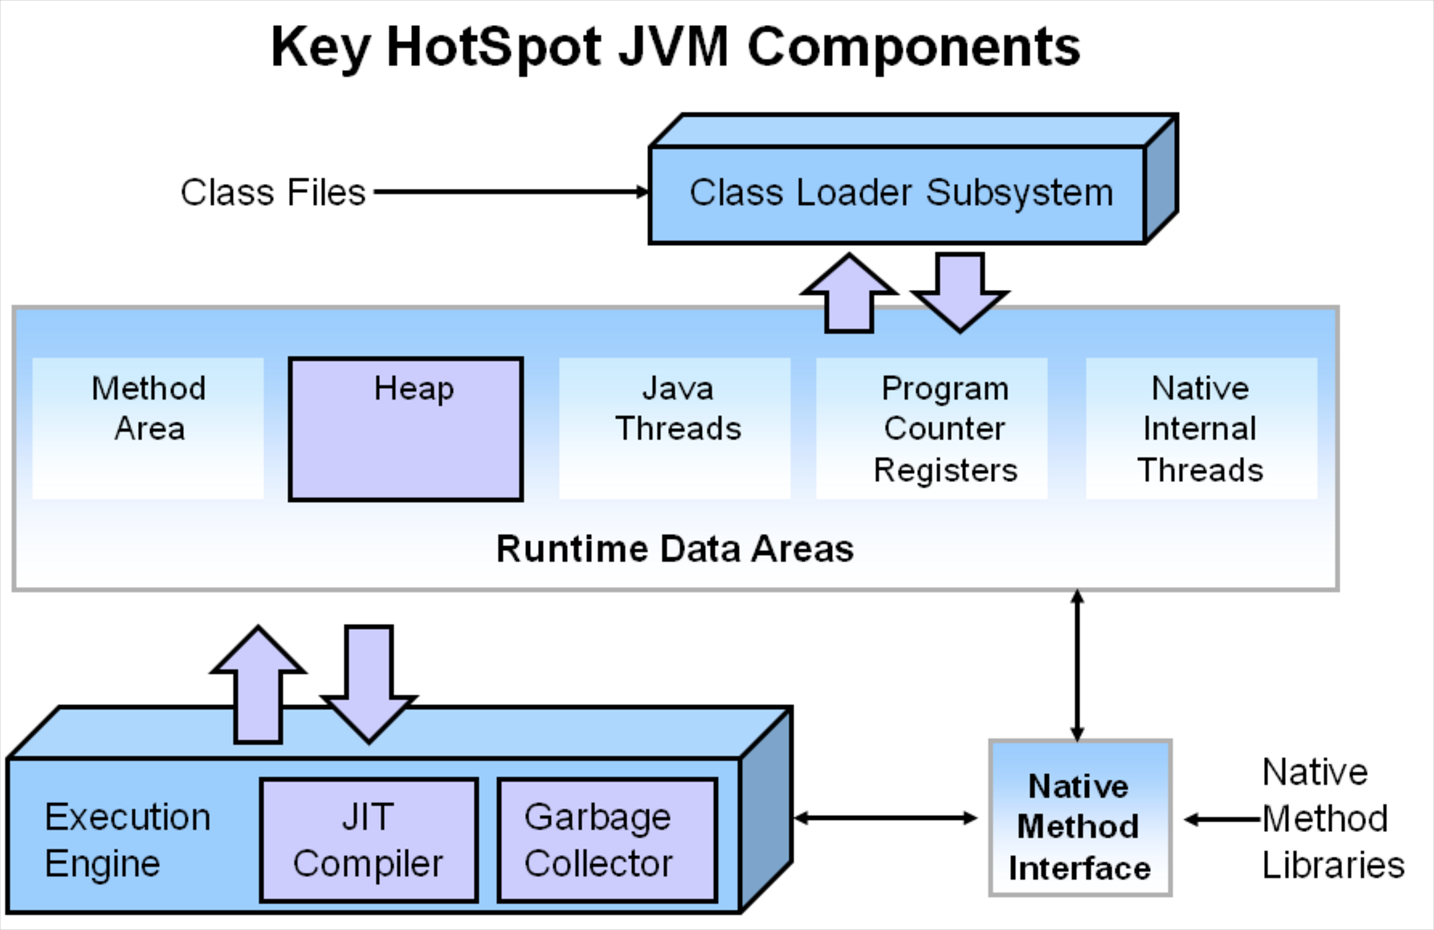 Key HotSpot JVM Components
Class Files
Class Loader Subsystem
Method
Area
Heap
Java
Threads
Program
Counter
Registers
Native
Internal
Threads
Runtime Data Areas
Execution
Engine
JIT
Compiler
Garbage
Collector
Native
Method
Interface
Native
Method
Libraries